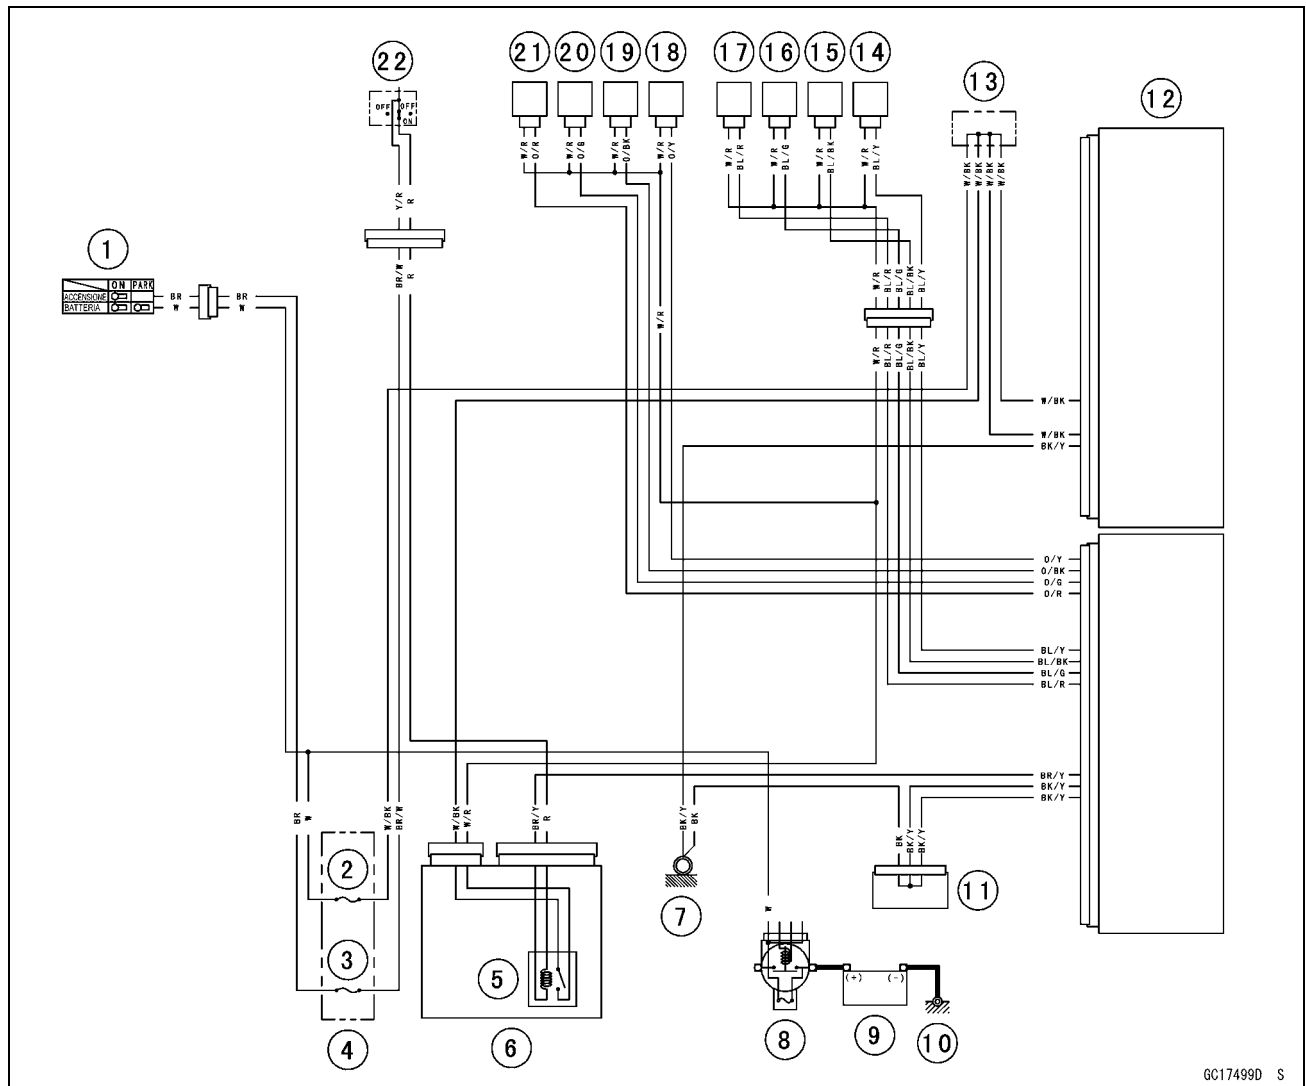 22
21 20 19 18 17 16 15 14
13
12
OFF OFF
ON
W/R O/R W/R O/G W/R O/BK W/R O/Y
W/R BL/R W/R BL/G W/R BL/BK W/R BL/Y
W/BK W/BK W/BK W/BK
Y/R R
1
ON PARK
ACCENSIONE
BATTERIA
BR BR
W W
BR/W R
W/R BL/R BL/G BL/BK BL/Y
W/R
W/R BL/R BL/G BL/BK BL/Y
W/BK
W/BK
BK/Y
O/Y
O/BK
O/G
O/R
BL/Y
BL/BK
BL/G
BL/R
BR/Y
BK/Y
BK/Y
BR W W/BK BR/W W/BK W/R BR/Y R BK/Y BK BK BK/Y BK/Y
2
3
4
5
6
7
W
8
(+) (-)
9
10
11
GC17499D S